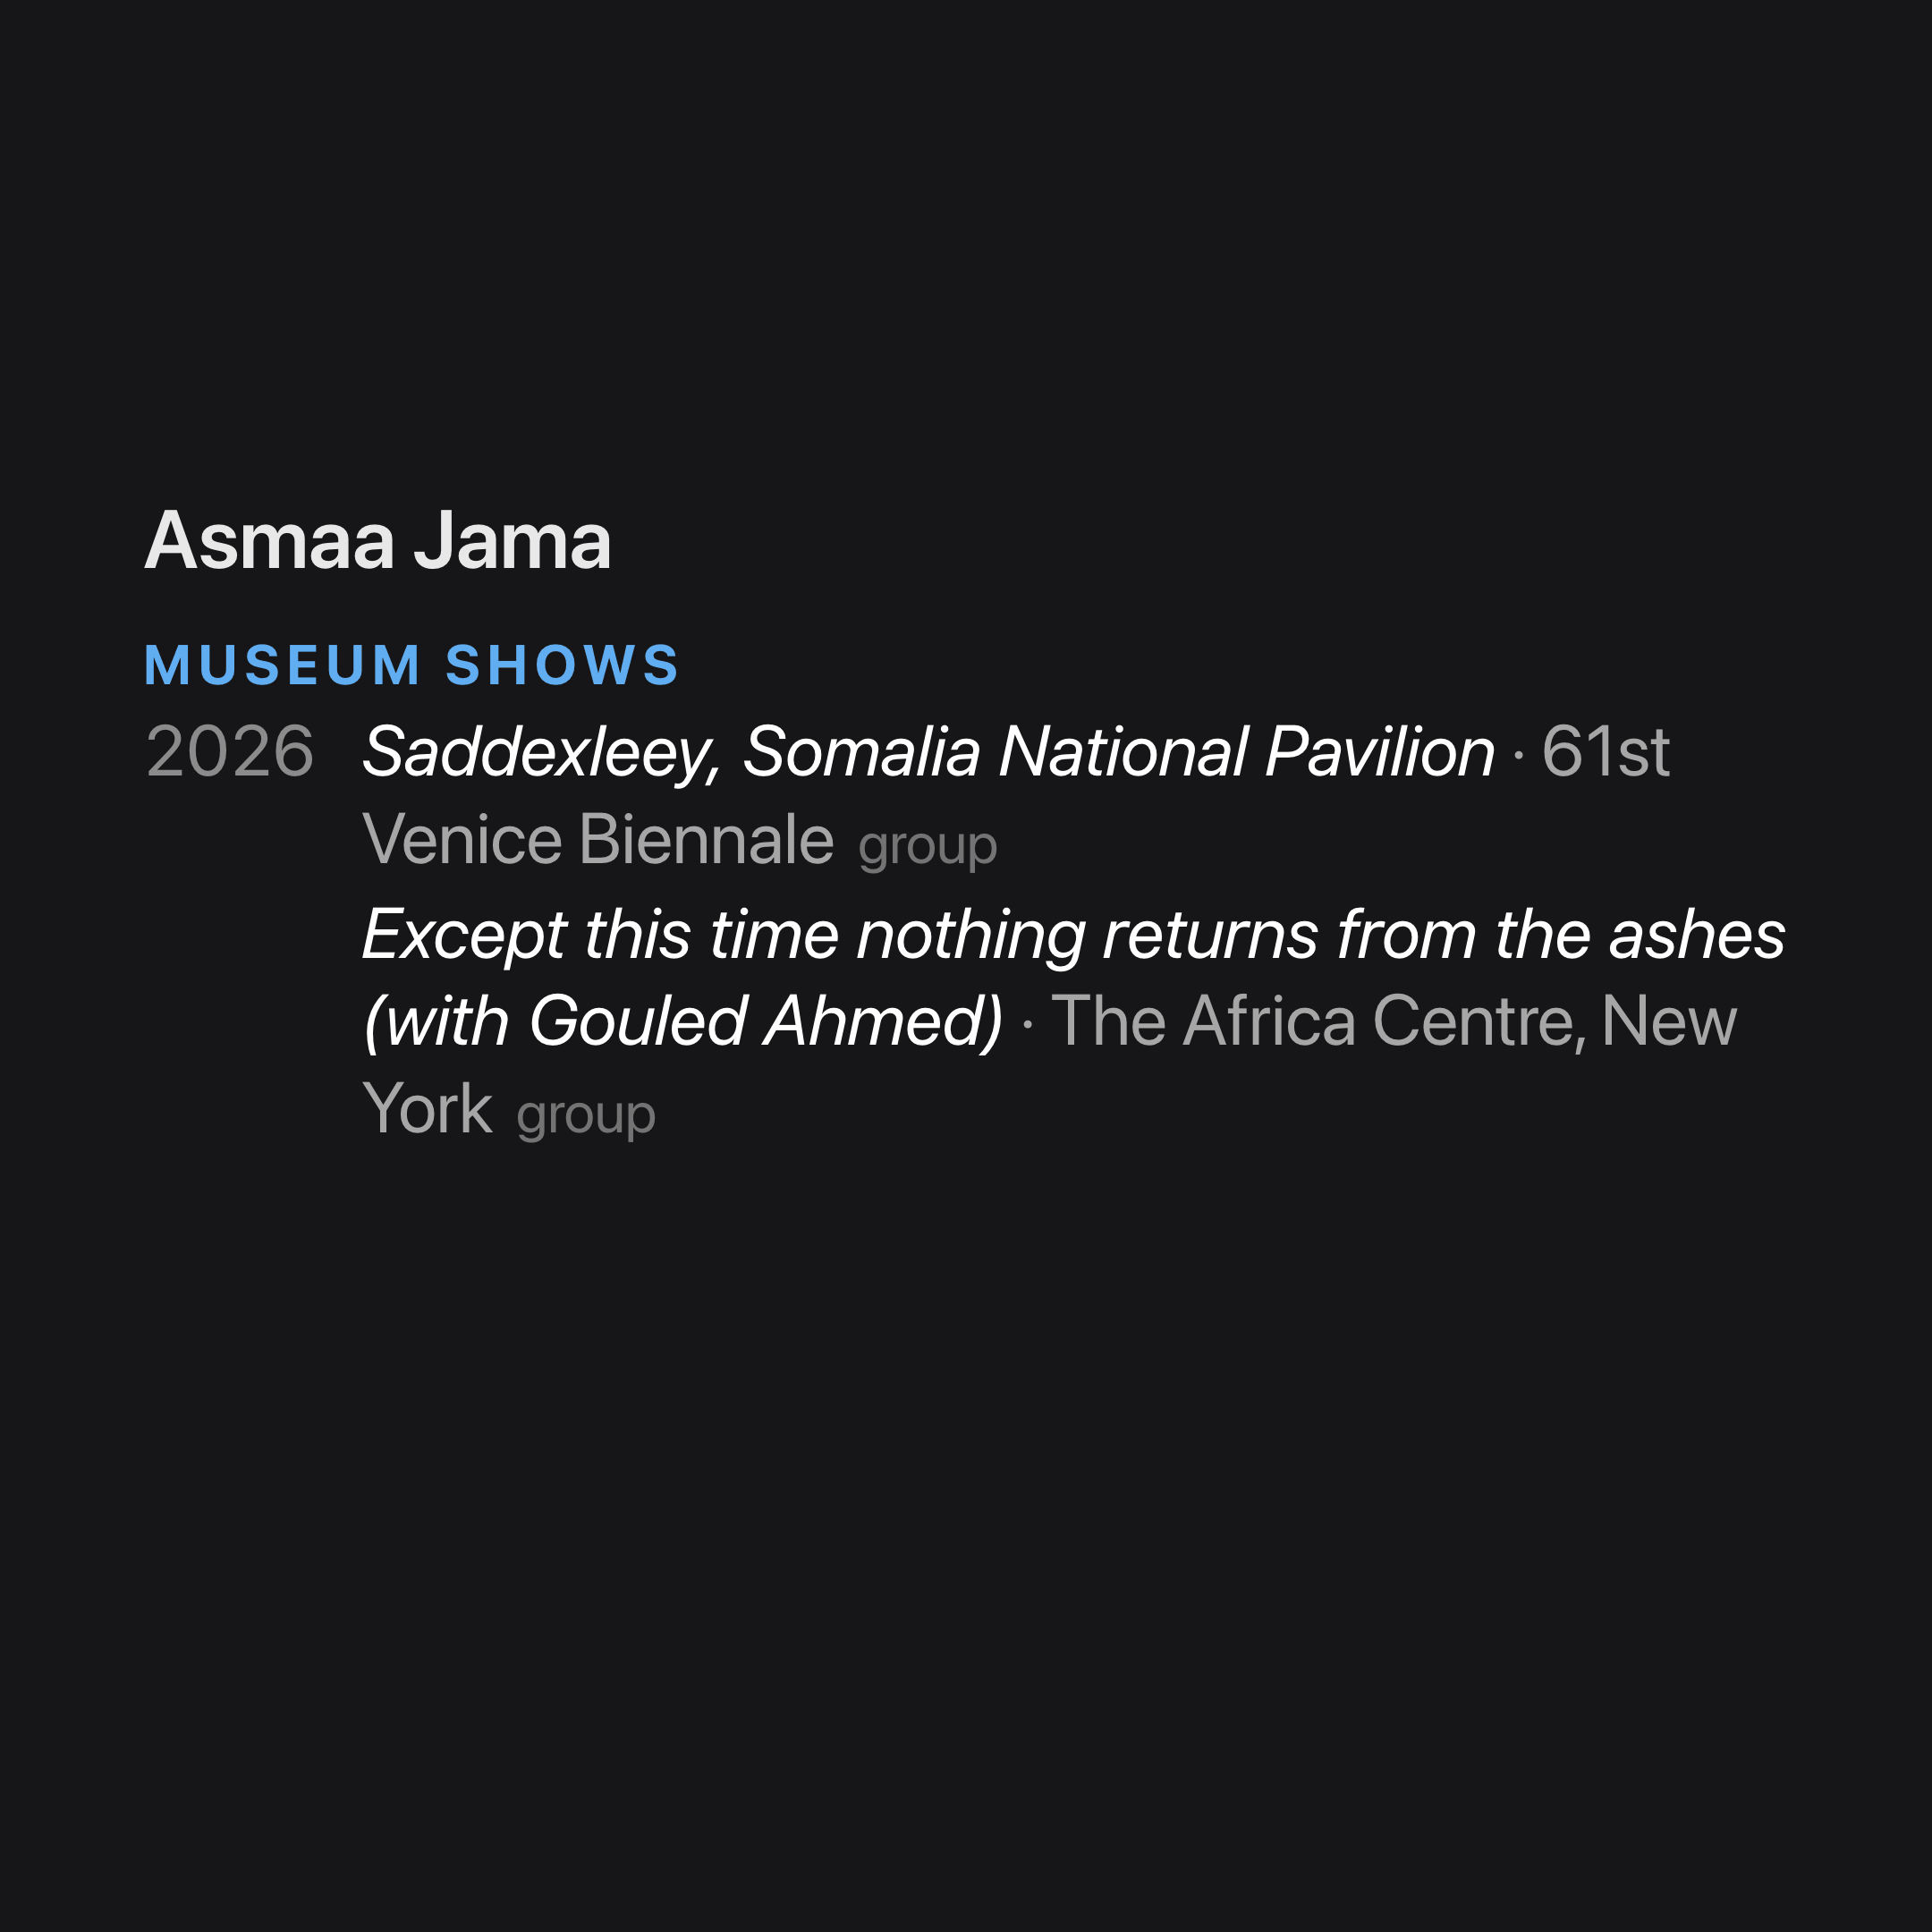 Asmaa Jama
MUSEUM SHOWS
2026 Saddexleey, Somalia National Pavilion · 61st
Venice Biennale group
Except this time nothing returns from the ashes
(with Gouled Ahmed) · The Africa Centre, New
York group